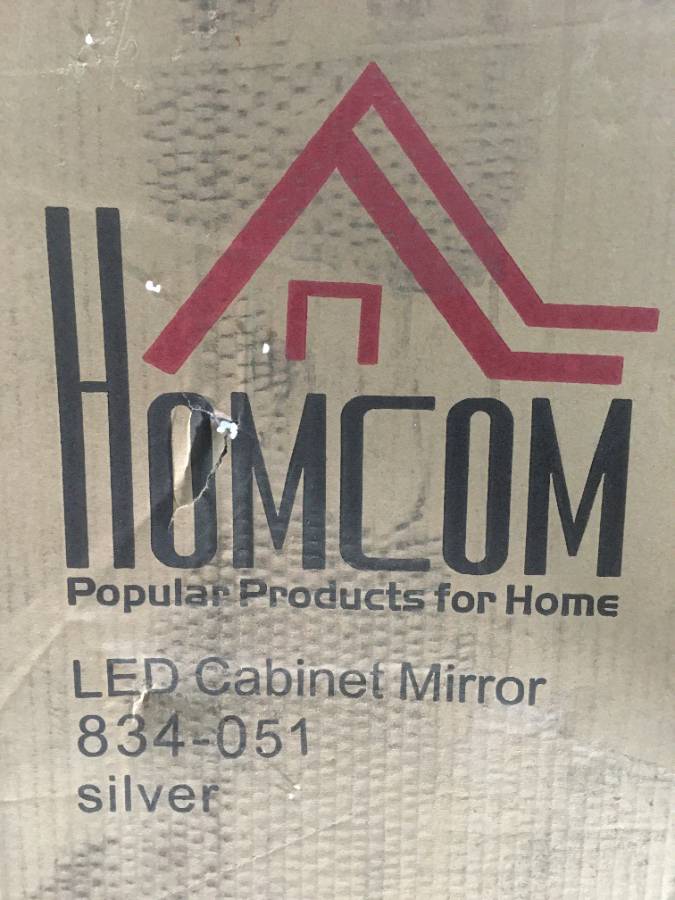 HOMCOM
Popular Products for Home
LED Cabinet Mirror
834-051
silver